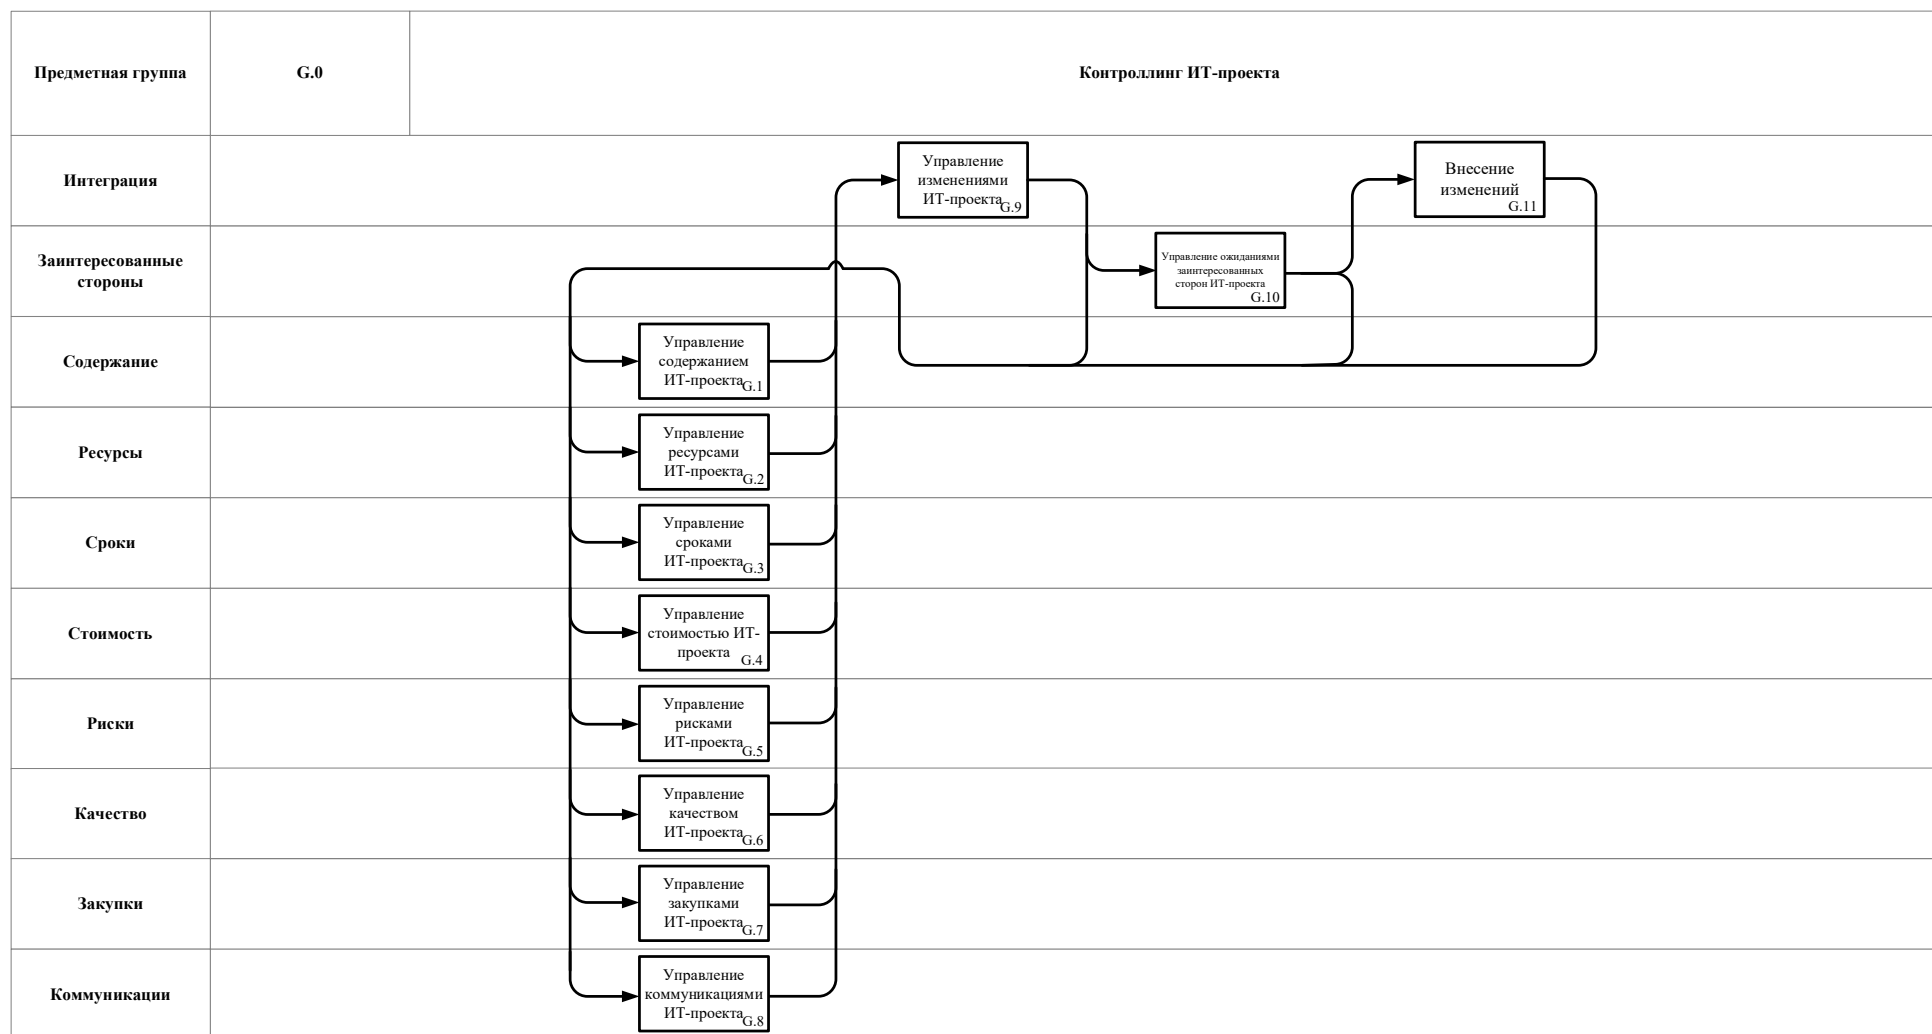 Предметная группа
G.0
Контроллинг ИТ-проекта
Интеграция
Управление
изменениями
ИТ-проекта
G.9
Внесение
изменений
G.11
Заинтересованные
стороны
Управление ожиданиями
заинтересованных
сторон ИТ-проекта
G.10
Содержание
Управление
содержанием
ИТ-проекта
G.1
Ресурсы
Управление
ресурсами
ИТ-проекта
G.2
Сроки
Управление
сроками
ИТ-проекта
G.3
Стоимость
Управление
стоимостью ИТ-
проекта
G.4
Риски
Управление
рисками
ИТ-проекта
G.5
Качество
Управление
качеством
ИТ-проекта
G.6
Закупки
Управление
закупками
ИТ-проекта
G.7
Коммуникации
Управление
коммуникациями
ИТ-проекта
G.8